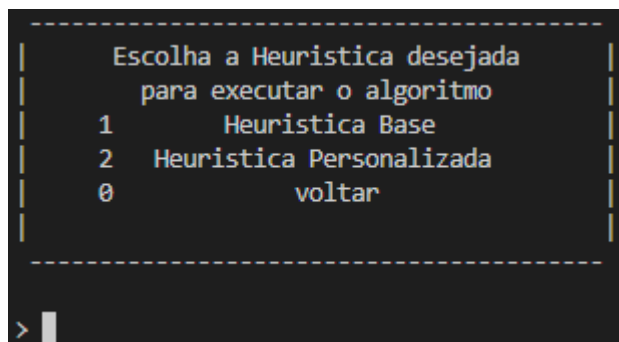 -----------------------------------------
| Escolha a Heuristica desejada |
| para executar o algoritmo |
| 1 Heuristica Base |
| 2 Heuristica Personalizada |
| 0 voltar |
| |
-----------------------------------------
>